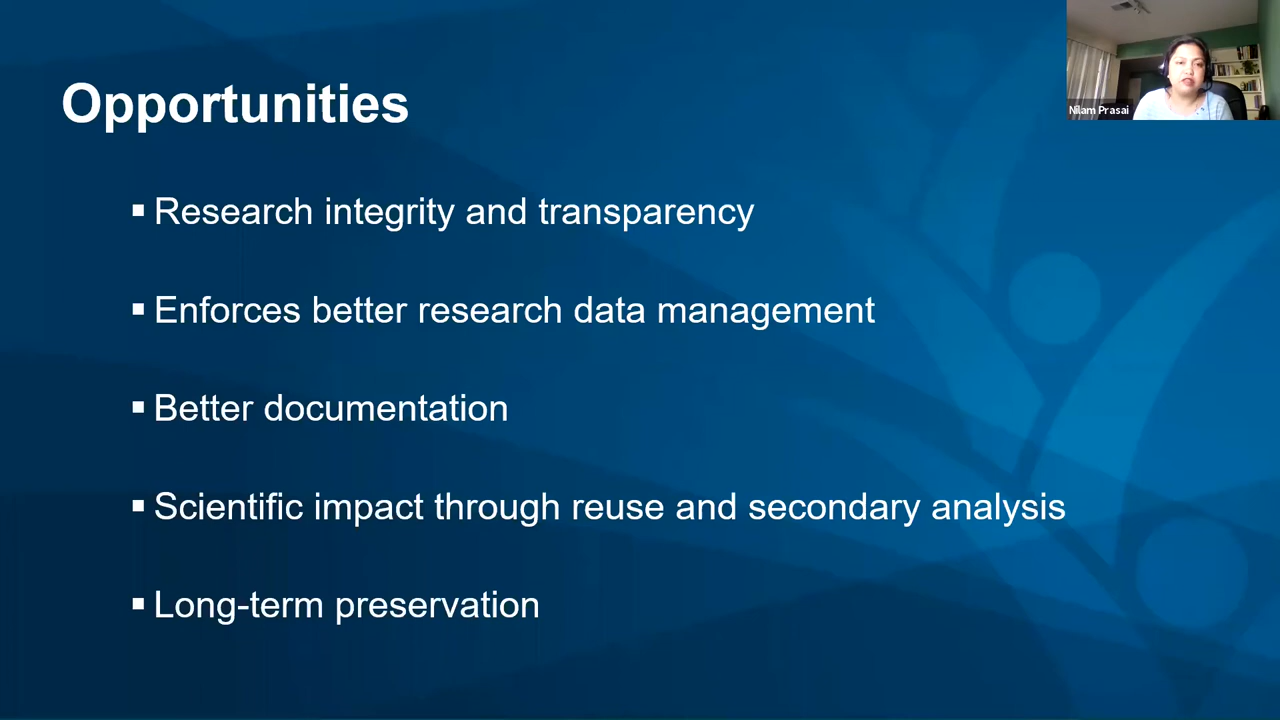 Opportunities
Nilam Prasai
▪ Research integrity and transparency
▪ Enforces better research data management
▪ Better documentation
▪ Scientific impact through reuse and secondary analysis
▪ Long-term preservation